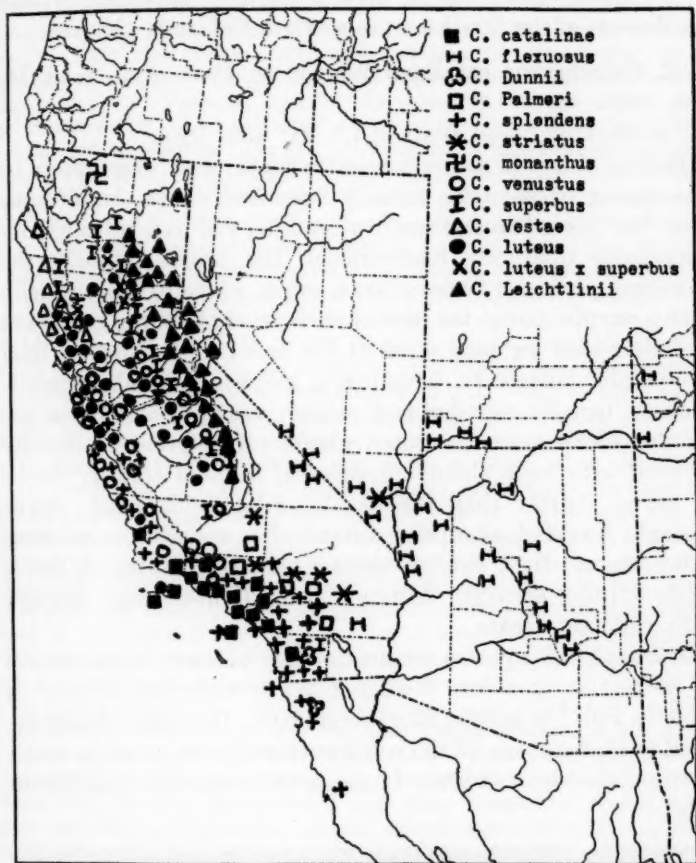 C. catalinae
C. flexuosus
C. Dunnii
C. Palmeri
C. splendens
C. striatus
C. monanthus
C. venustus
C. superbus
C. Vestae
C. luteus
C. luteus x superbus
C. Leichtlinii